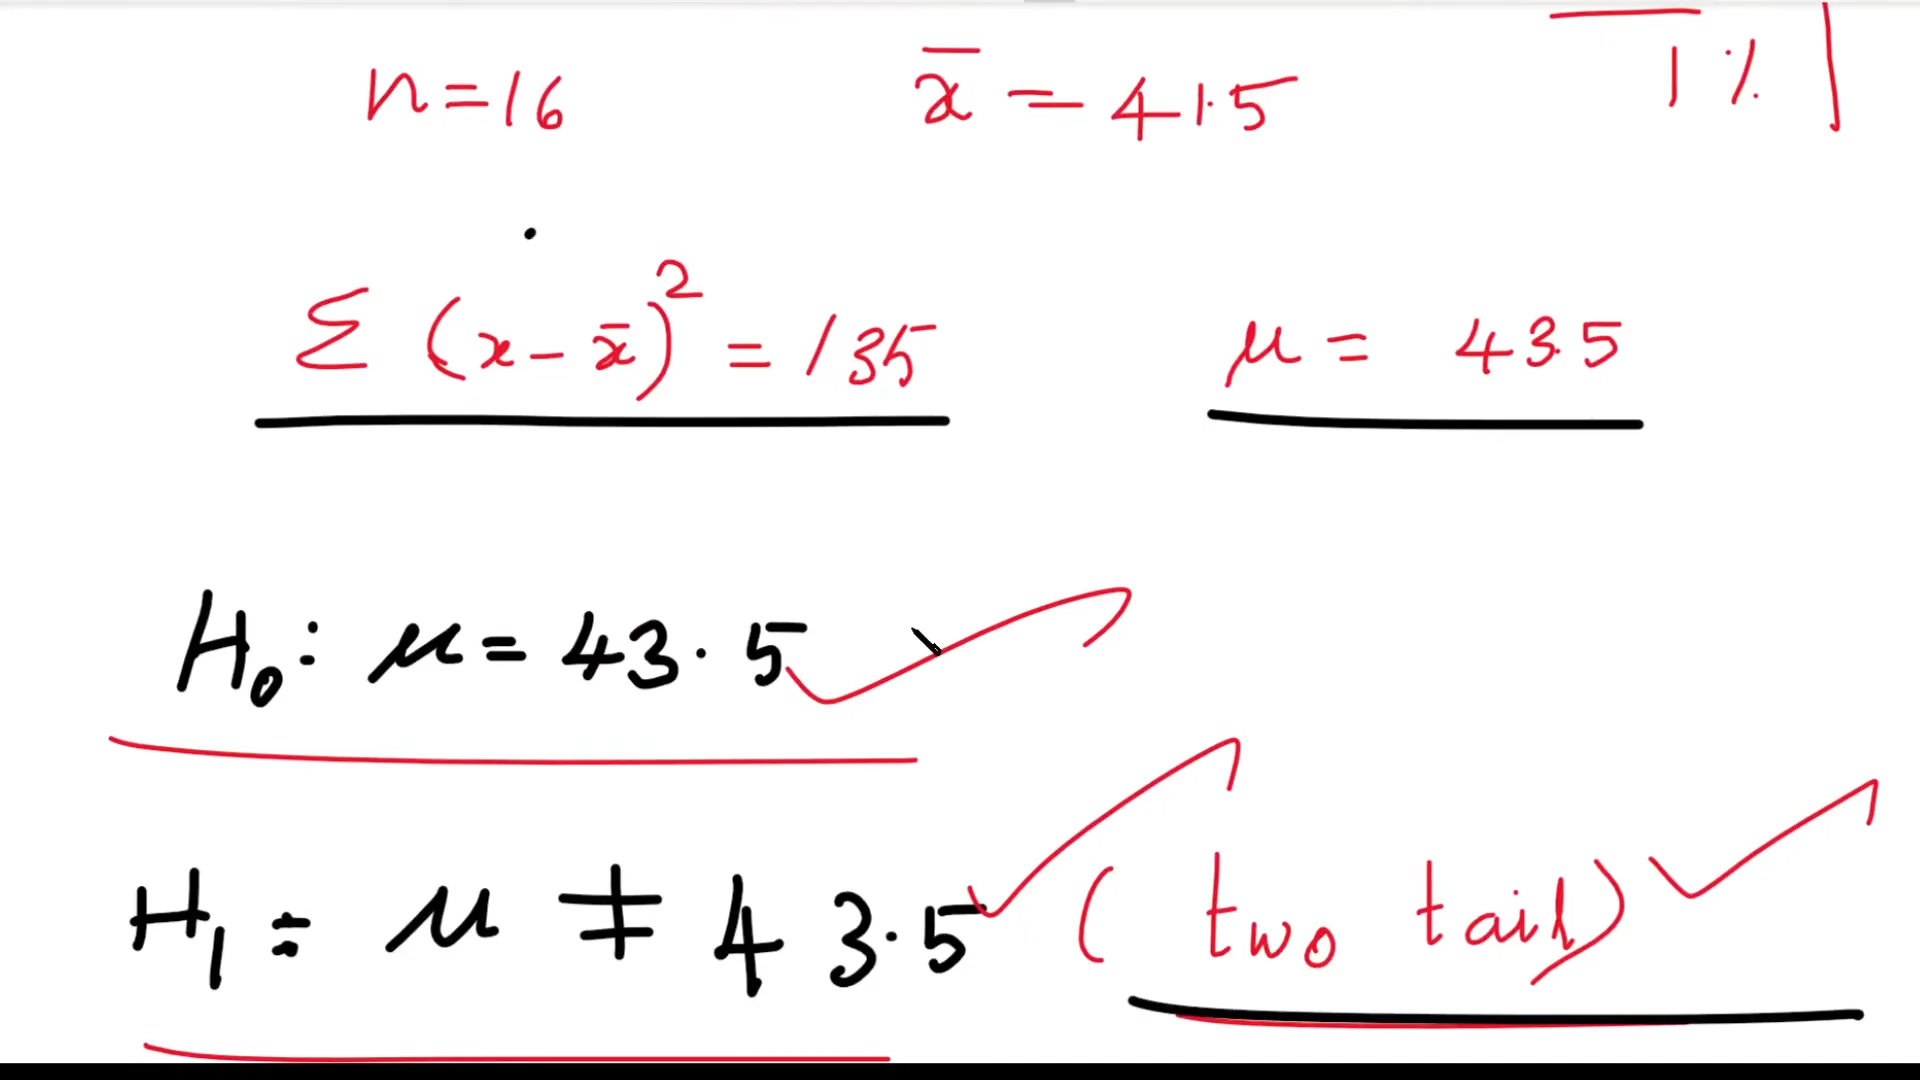 n=16 x̄ = 41.5 1%
Σ(x-x̄)² = 135 μ = 43.5
H₀: μ = 43.5
H₁ : μ ≠ 43.5 (two tail)